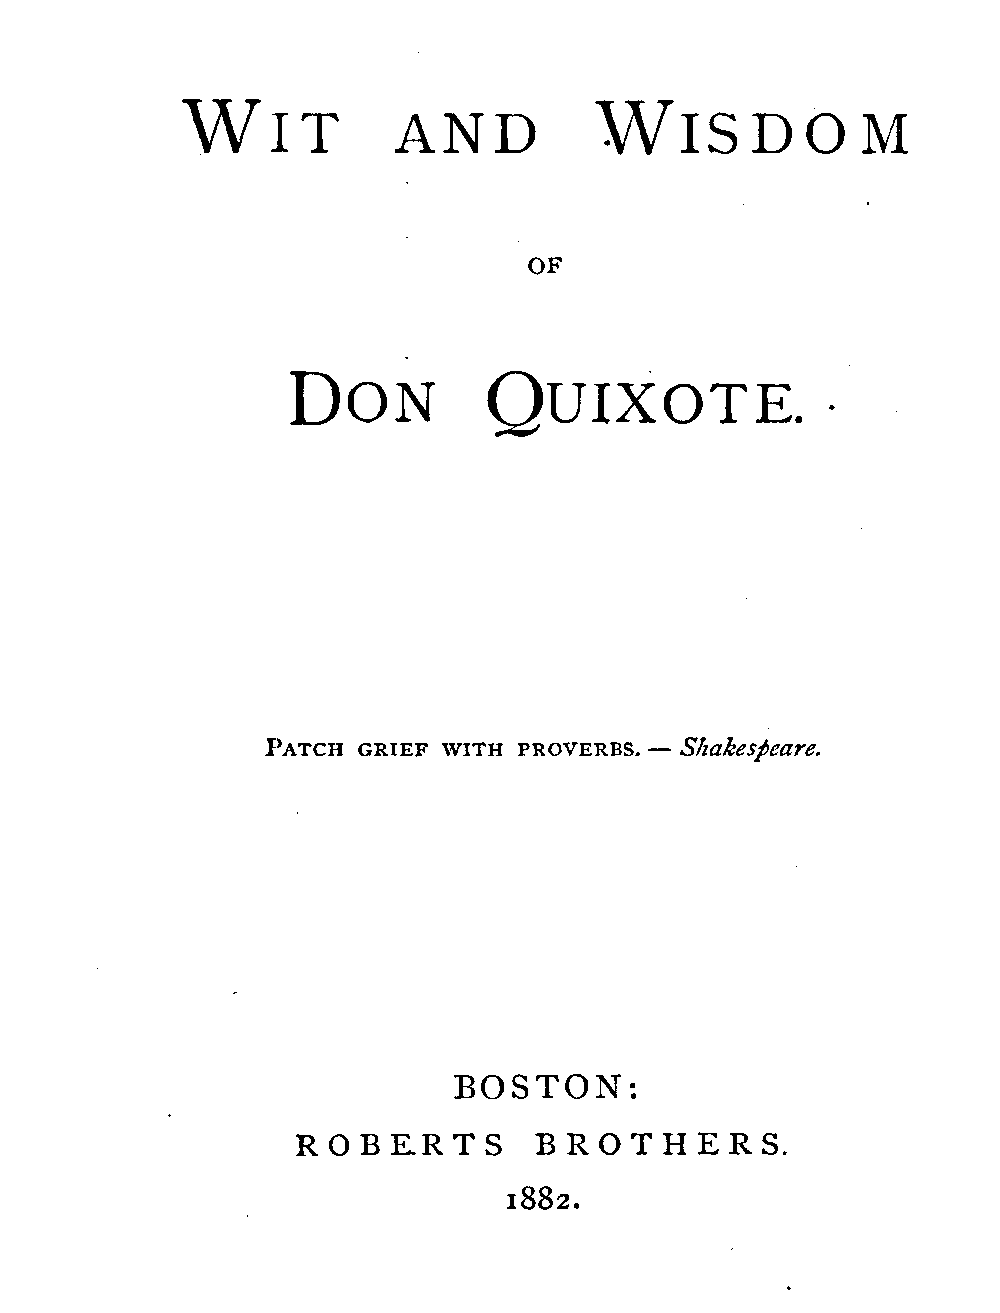 WIT AND WISDOM
OF
DON QUIXOTE.
PATCH GRIEF WITH PROVERBS. — Shakespeare.
BOSTON:
ROBERTS BROTHERS.
1882.